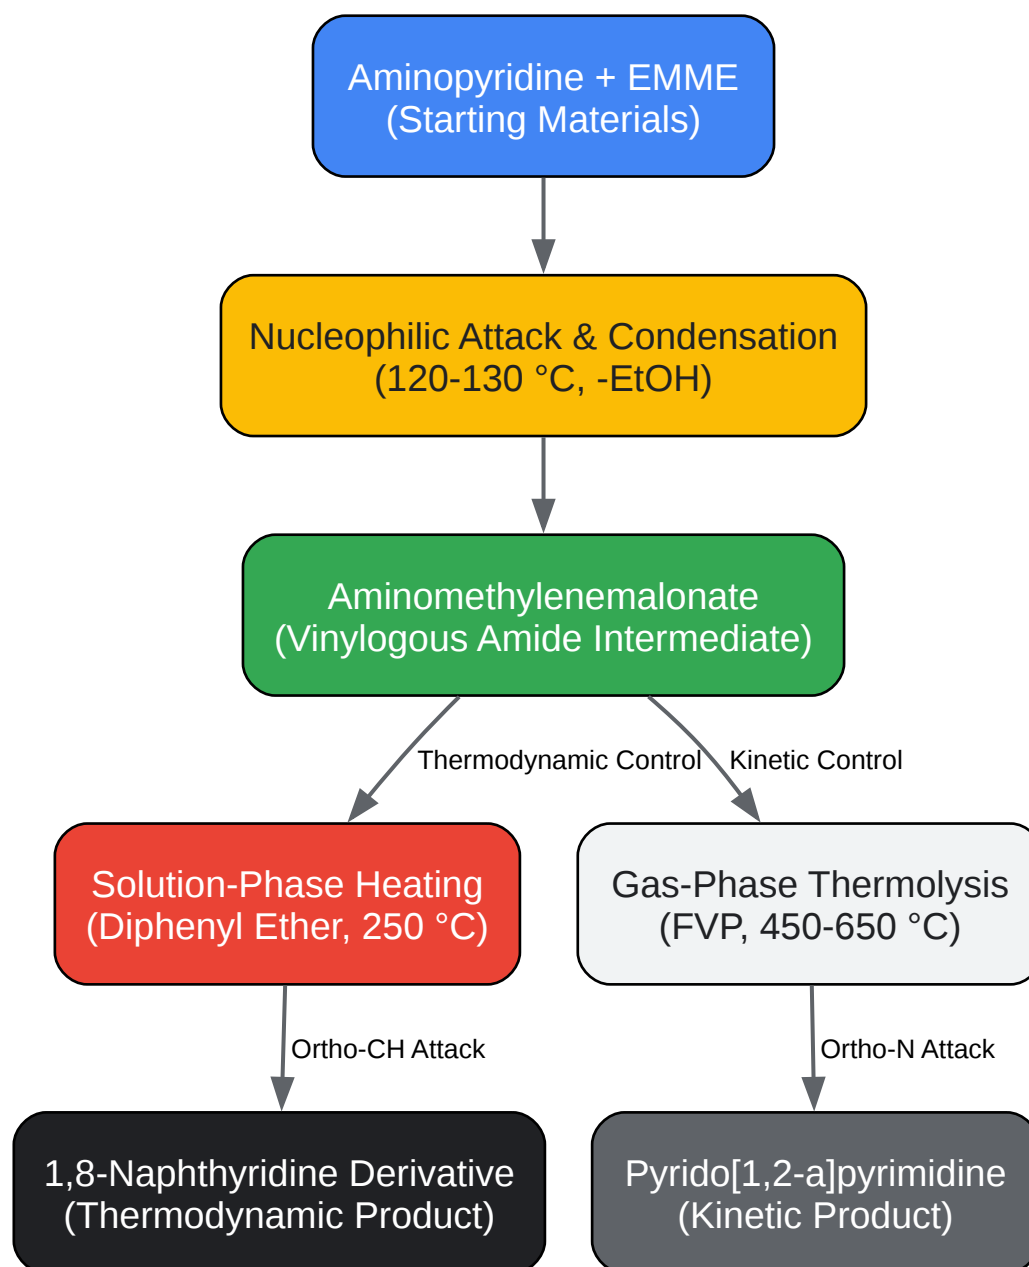 Aminopyridine + EMME
(Starting Materials)
Nucleophilic Attack & Condensation
(120-130 °C, -EtOH)
Aminomethylenemalonate
(Vinylogous Amide Intermediate)
Thermodynamic Control
Kinetic Control
Solution-Phase Heating
(Diphenyl Ether, 250 °C)
Gas-Phase Thermolysis
(FVP, 450-650 °C)
Ortho-CH Attack
Ortho-N Attack
1,8-Naphthyridine Derivative
(Thermodynamic Product)
Pyrido[1,2-a]pyrimidine
(Kinetic Product)